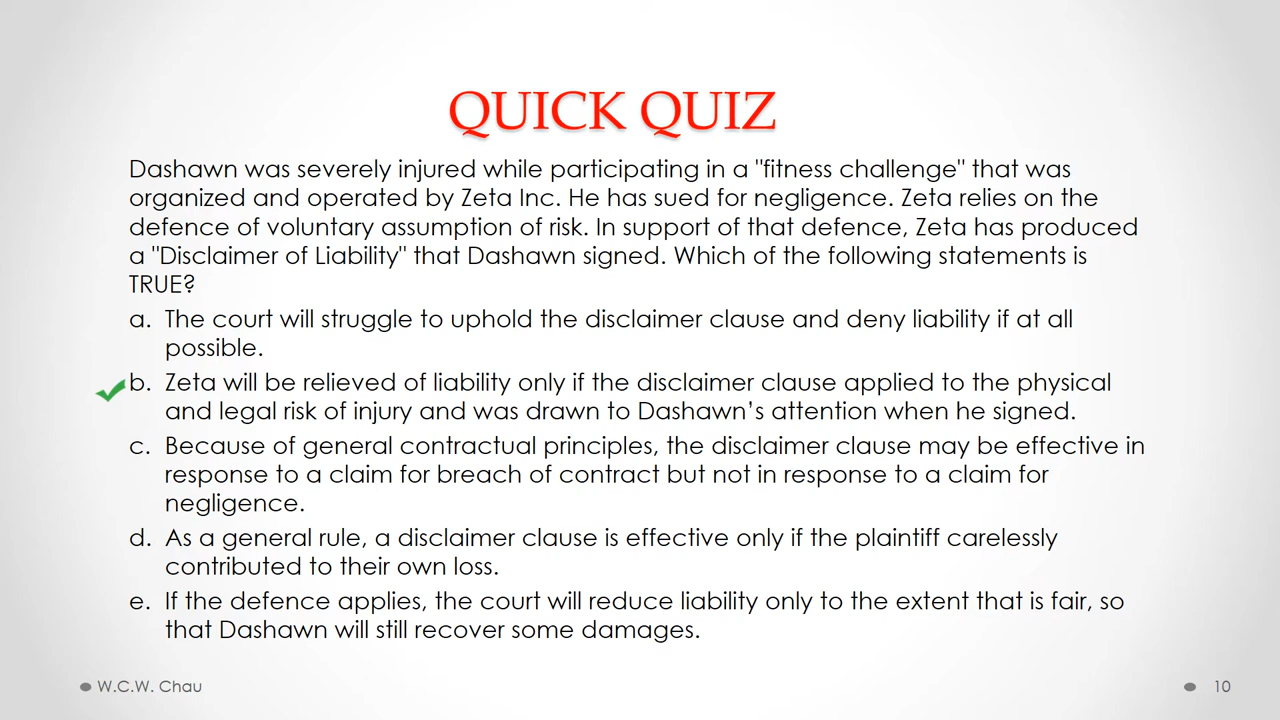 QUICK QUIZ
Dashawn was severely injured while participating in a "fitness challenge" that was
organized and operated by Zeta Inc. He has sued for negligence. Zeta relies on the
defence of voluntary assumption of risk. In support of that defence, Zeta has produced
a "Disclaimer of Liability" that Dashawn signed. Which of the following statements is
TRUE?
a. The court will struggle to uphold the disclaimer clause and deny liability if at all
possible.
b. Zeta will be relieved of liability only if the disclaimer clause applied to the physical
and legal risk of injury and was drawn to Dashawn’s attention when he signed.
c. Because of general contractual principles, the disclaimer clause may be effective in
response to a claim for breach of contract but not in response to a claim for
negligence.
d. As a general rule, a disclaimer clause is effective only if the plaintiff carelessly
contributed to their own loss.
e. If the defence applies, the court will reduce liability only to the extent that is fair, so
that Dashawn will still recover some damages.
W.C.W. Chau
10